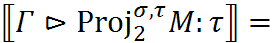 ⟦Γ ⊳ Proj₂^{σ,τ} M: τ⟧ =